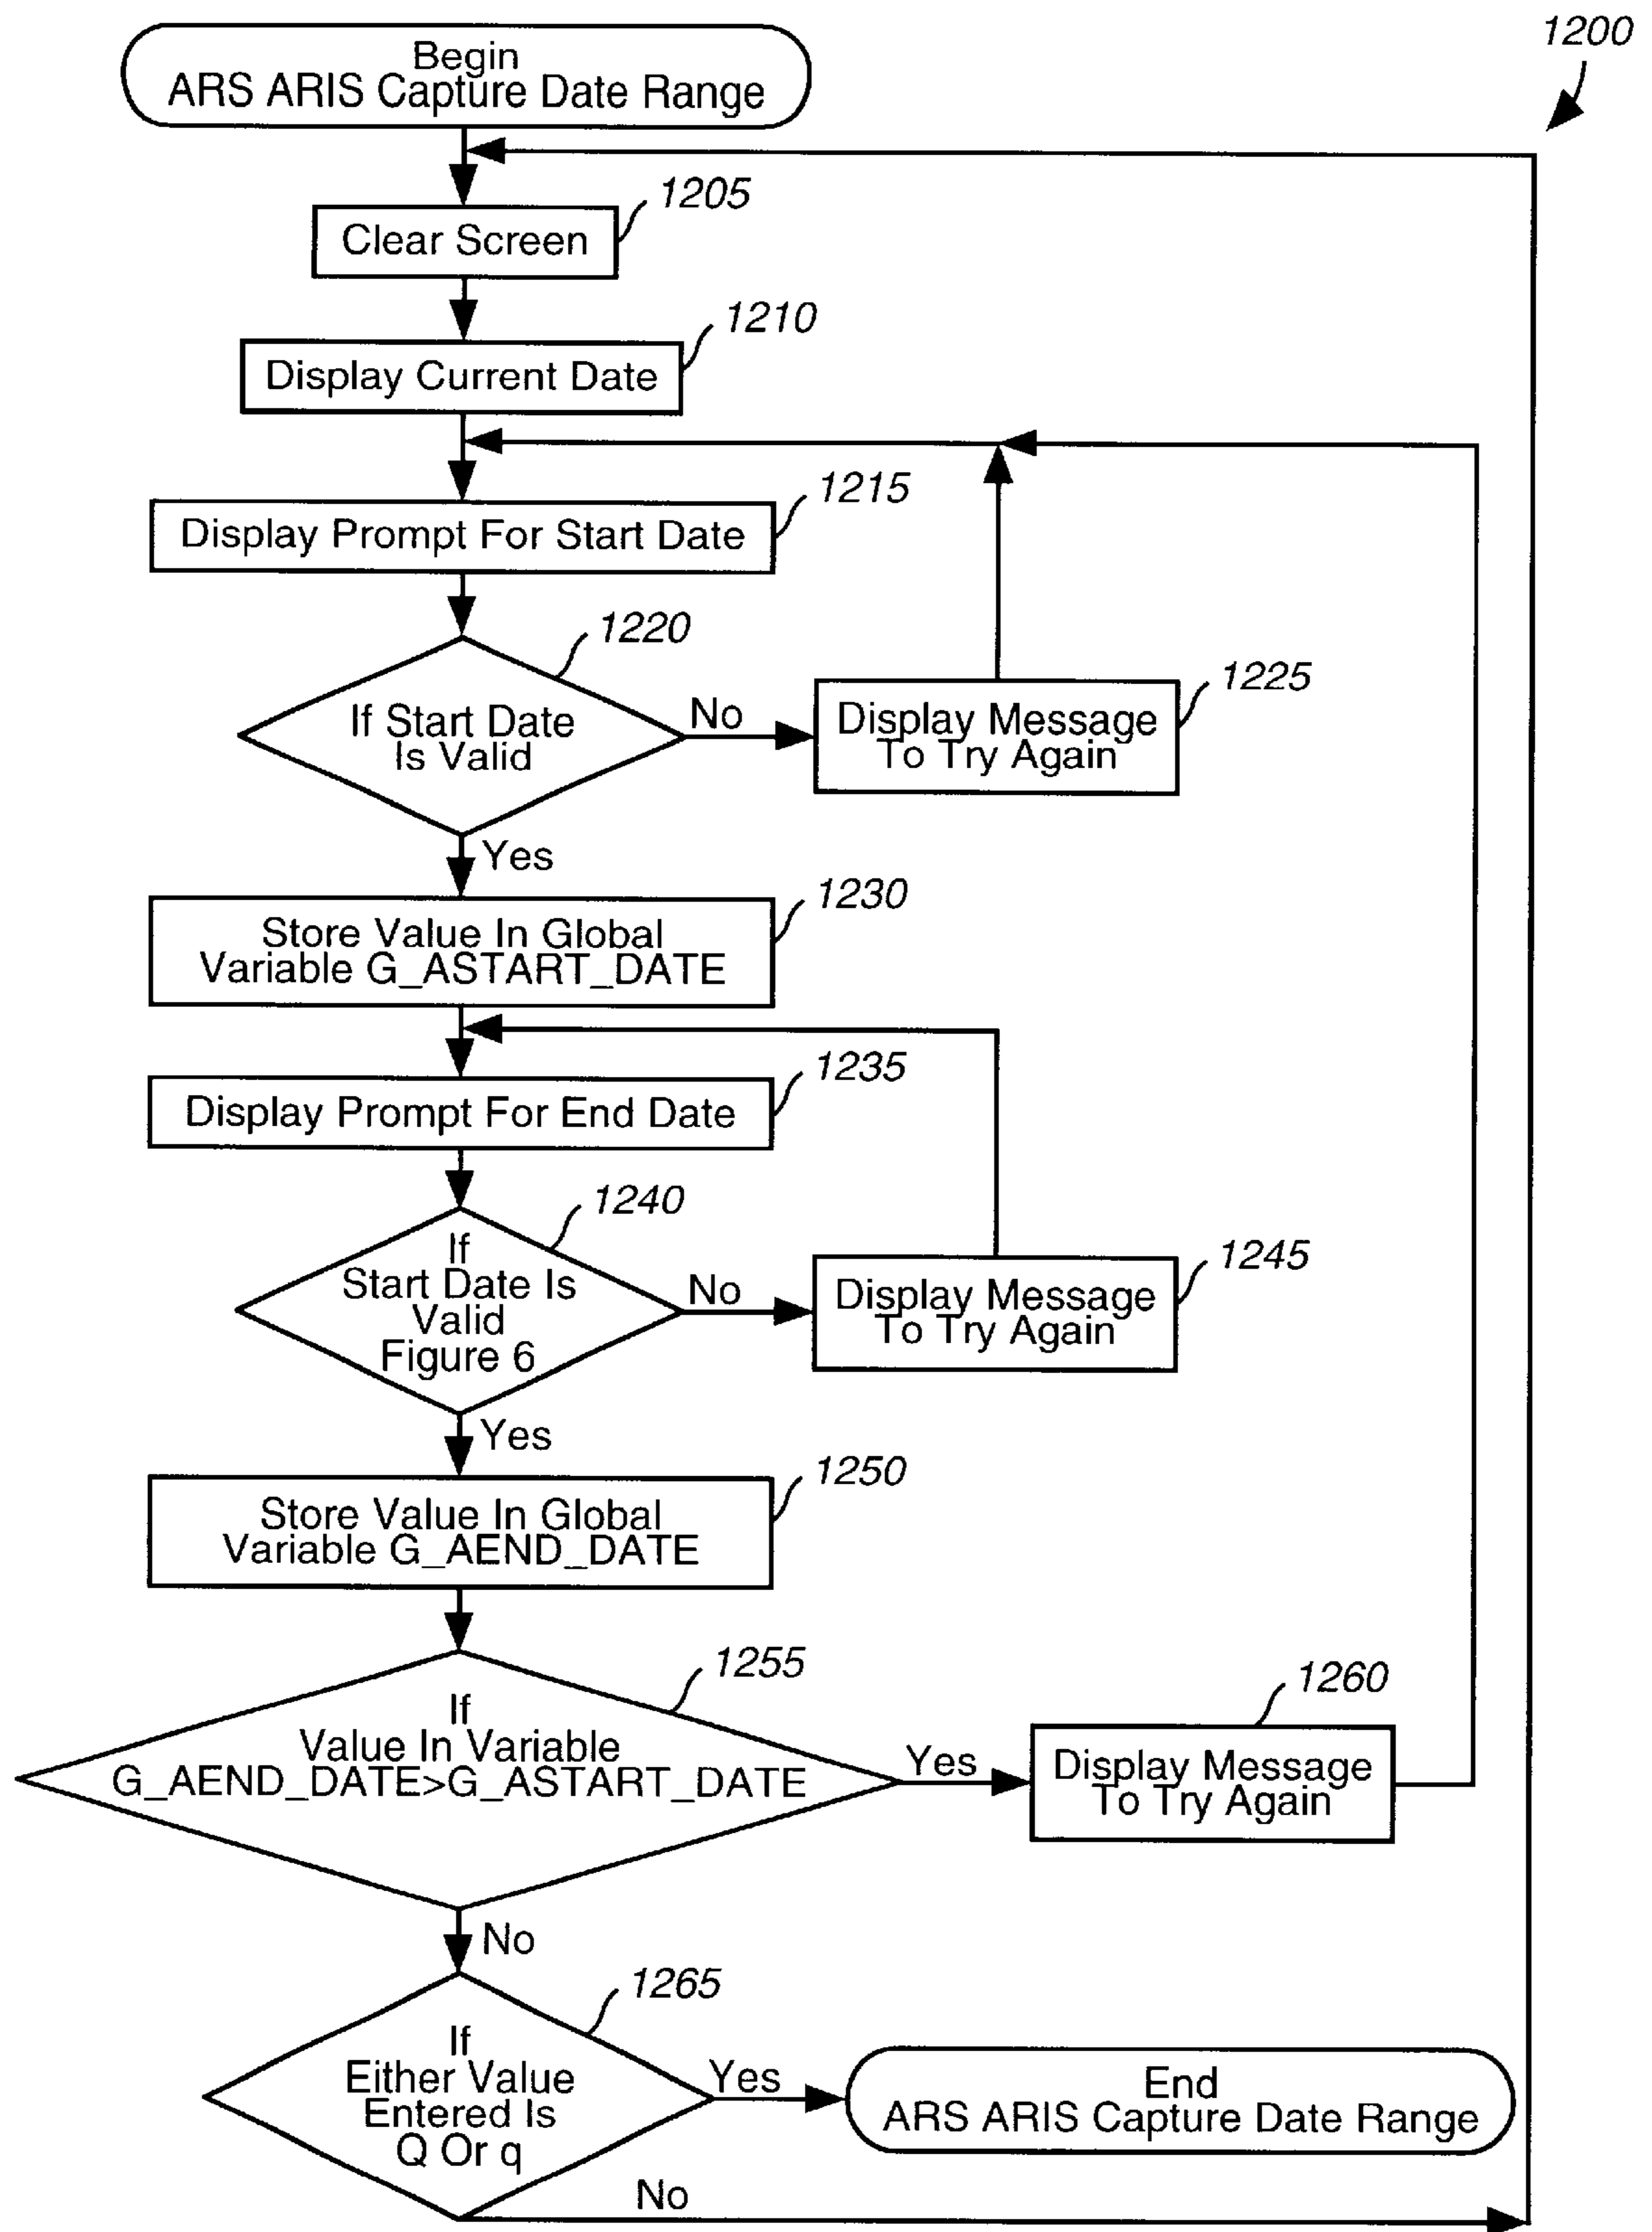 1200
Begin
ARS ARIS Capture Date Range
1205
Clear Screen
1210
Display Current Date
1215
Display Prompt For Start Date
1220
If Start Date
Is Valid
No
1225
Display Message
To Try Again
Yes
1230
Store Value In Global
Variable G_ASTART_DATE
1235
Display Prompt For End Date
1240
If
Start Date Is
Valid
Figure 6
No
1245
Display Message
To Try Again
Yes
1250
Store Value In Global
Variable G_AEND_DATE
1255
If
Value In Variable
G_AEND_DATE>G_ASTART_DATE
Yes
1260
Display Message
To Try Again
No
1265
If
Either Value
Entered Is
Q Or q
Yes
End
ARS ARIS Capture Date Range
No